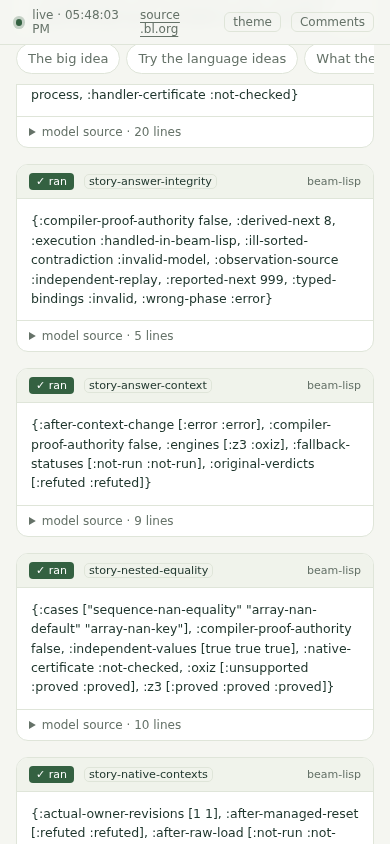 live · 05:48:03 PM
source .bl.org
theme
Comments
The big idea
Try the language ideas
What the
process, :handler-certificate :not-checked}
▶ model source · 20 lines
✓ ran story-answer-integrity beam-lisp
{:compiler-proof-authority false, :derived-next 8,
:execution :handled-in-beam-lisp, :ill-sorted-
contradiction :invalid-model, :observation-source
:independent-replay, :reported-next 999, :typed-
bindings :invalid, :wrong-phase :error}
▶ model source · 5 lines
✓ ran story-answer-context beam-lisp
{:after-context-change [:error :error], :compiler-
proof-authority false, :engines [:z3 :oxiz], :fallback-
statuses [:not-run :not-run], :original-verdicts
[:refuted :refuted]}
▶ model source · 9 lines
✓ ran story-nested-equality beam-lisp
{:cases ["sequence-nan-equality" "array-nan-
default" "array-nan-key"], :compiler-proof-authority
false, :independent-values [true true true], :native-
certificate :not-checked, :oxiz [:unsupported
:proved :proved], :z3 [:proved :proved :proved]}
▶ model source · 10 lines
✓ ran story-native-contexts beam-lisp
{:actual-owner-revisions [1 1], :after-managed-reset
[:refuted :refuted], :after-raw-load [:not-run :not-